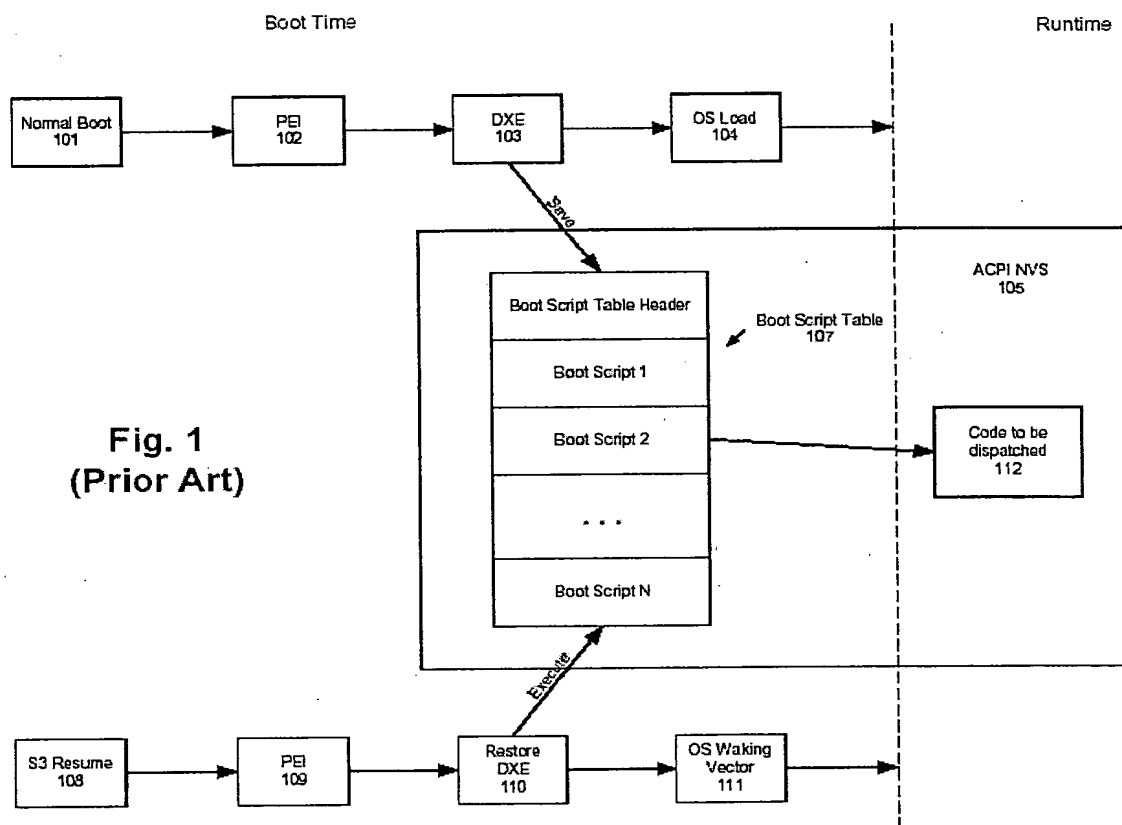 Boot Time
Runtime
Normal Boot
101
PEI
102
DXE
103
OS Load
104
Save
ACPI NVS
105
Boot Script Table Header
Boot Script Table
107
Boot Script 1
Boot Script 2
Code to be
dispatched
112
Fig. 1
(Prior Art)
. . .
Boot Script N
Execute
S3 Resume
108
PEI
109
Restore
DXE
110
OS Waking
Vector
111